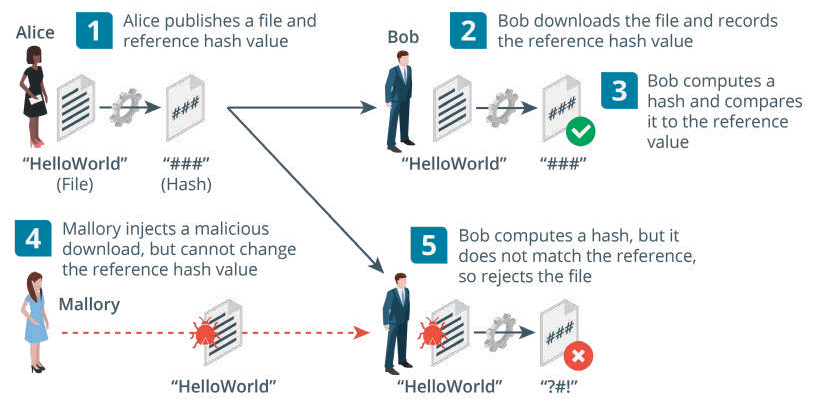 Alice
1
Alice publishes a file and
reference hash value
###
“HelloWorld”
(File)
“###”
(Hash)
Bob
2
Bob downloads the file and records
the reference hash value
3
Bob computes a
hash and compares
it to the reference
value
###
“HelloWorld”
“###”
4
Mallory injects a malicious
download, but cannot change
the reference hash value
Mallory
“HelloWorld”
5
Bob computes a hash, but it
does not match the reference,
so rejects the file
###
“HelloWorld”
“?#!”